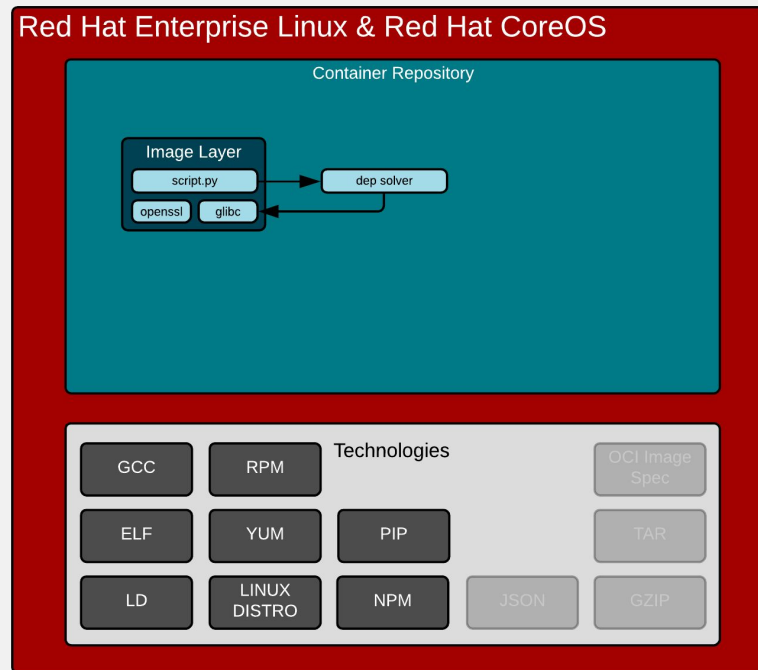 Red Hat Enterprise Linux & Red Hat CoreOS
Container Repository
Image Layer
script.py
dep solver
openssl
glibc
Technologies
GCC
RPM
OCI Image
Spec
ELF
YUM
PIP
TAR
LD
LINUX
DISTRO
NPM
JSON
GZIP